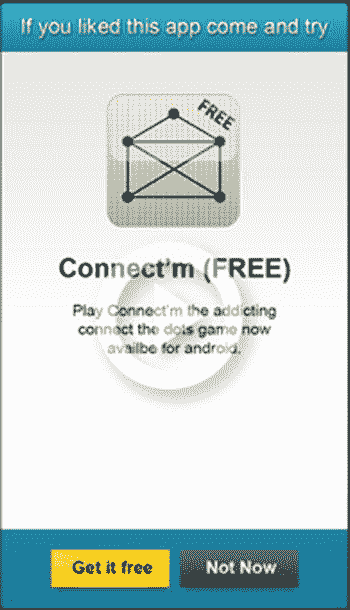 If you liked this app come and try
FREE
Connect'm (FREE)
Play Connect'm the addicting
connect the dots game now
availbe for android.
Get it free
Not Now